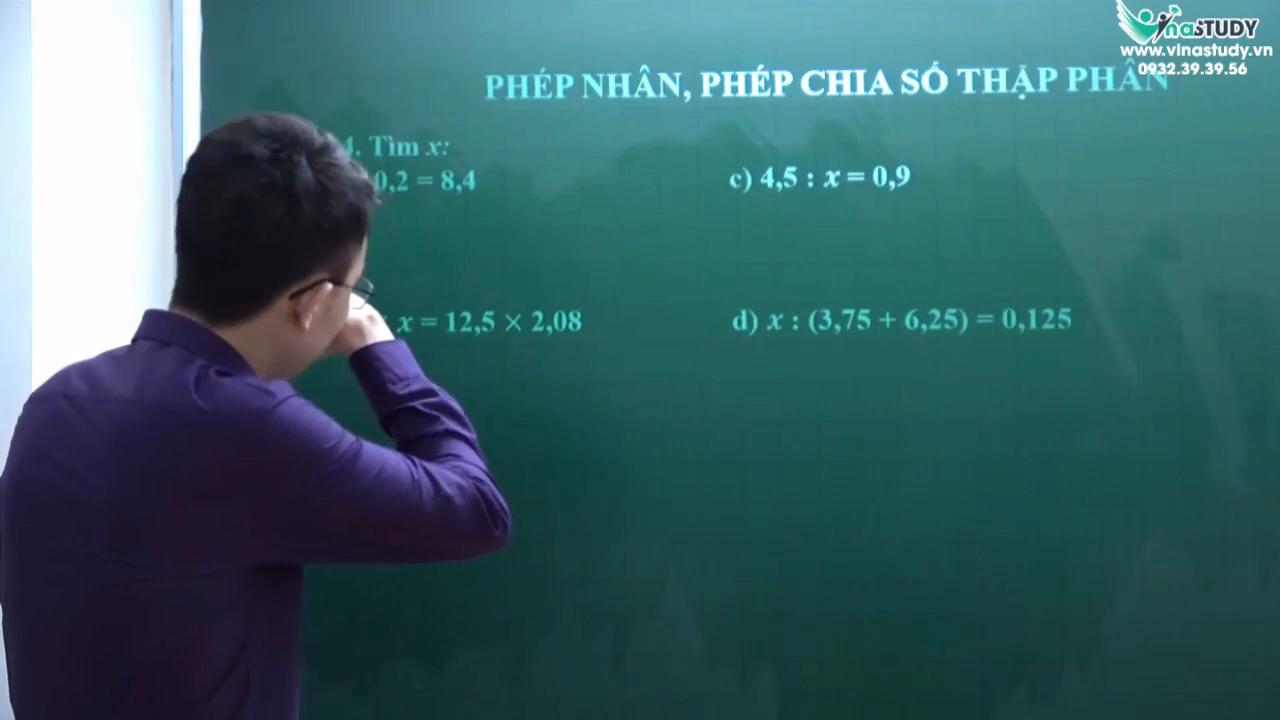 VinaSTUDY
www.vinastudy.vn
0932.39.39.56
PHÉP NHÂN, PHÉP CHIA SỐ THẬP PHÂN
4. Tìm x:
0,2 = 8,4
c) 4,5 : x = 0,9
x = 12,5 × 2,08
d) x : (3,75 + 6,25) = 0,125